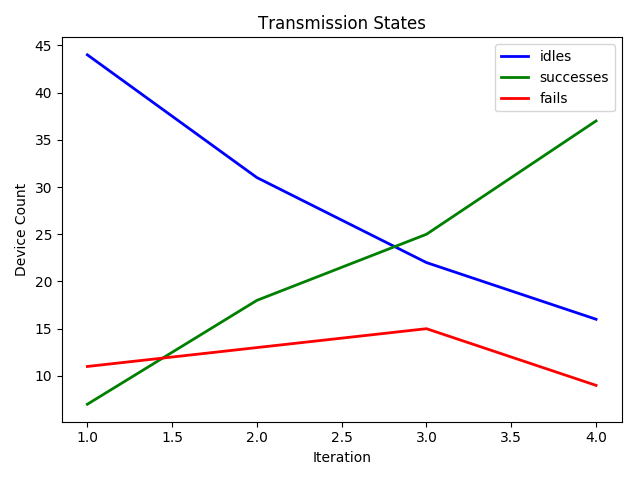 Transmission States
45
40
35
30
25
20
15
10
Device Count
idles
successes
fails
1.0 1.5 2.0 2.5 3.0 3.5 4.0
Iteration